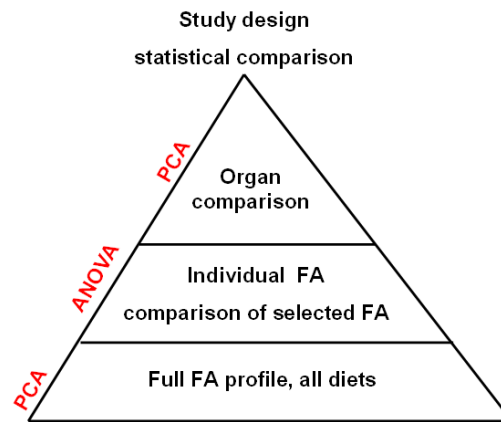 Study design
statistical comparison
PCA
Organ
comparison
ANOVA
Individual FA
comparison of selected FA
PCA
Full FA profile, all diets